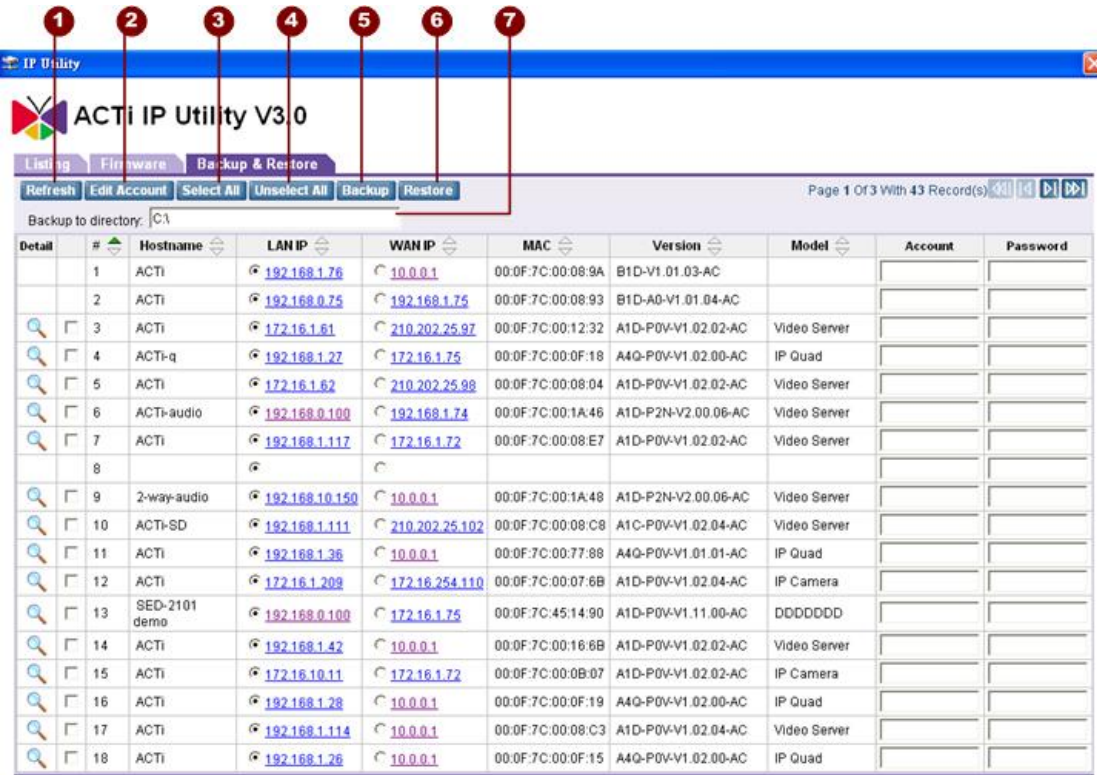 1 2 3 4 5 6 7
IP Utility
ACTi IP Utility V3.0
Listing Firmware Backup & Restore
Refresh Edit Account Select All Unselect All Backup Restore Page 1 Of 3 With 43 Record(s)
Backup to directory: C:\
Detail # Hostname LAN IP WAN IP MAC Version Model Account Password
1 ACTi 192.168.1.76 10.0.0.1 00:0F:7C:00:08:9A B1D-V1.01.03-AC
2 ACTi 192.168.0.75 192.168.1.75 00:0F:7C:00:08:93 B1D-A0-V1.01.04-AC
3 ACTi 172.16.1.61 210.202.25.97 00:0F:7C:00:12:32 A1D-P0V-V1.02.02-AC Video Server
4 ACTi-q 192.168.1.27 172.16.1.75 00:0F:7C:00:0F:18 A4Q-P0V-V1.02.00-AC IP Quad
5 ACTi 172.16.1.62 210.202.25.98 00:0F:7C:00:08:04 A1D-P0V-V1.02.02-AC Video Server
6 ACTi-audio 192.168.0.100 192.168.1.74 00:0F:7C:00:1A:46 A1D-P2N-V2.00.06-AC Video Server
7 ACTi 192.168.1.117 172.16.1.72 00:0F:7C:00:08:E7 A1D-P0V-V1.02.02-AC Video Server
8
9 2-way-audio 192.168.10.150 10.0.0.1 00:0F:7C:00:1A:48 A1D-P2N-V2.00.06-AC Video Server
10 ACTi-SD 192.168.1.111 210.202.25.102 00:0F:7C:00:08:C8 A1C-P0V-V1.02.04-AC Video Server
11 ACTi 192.168.1.36 10.0.0.1 00:0F:7C:00:77:88 A4Q-P0V-V1.01.01-AC IP Quad
12 ACTi 172.16.1.209 172.16.254.110 00:0F:7C:00:07:6B A1D-P0V-V1.02.04-AC IP Camera
13 SED-2101 demo 192.168.0.100 172.16.1.75 00:0F:7C:45:14:90 A1D-P0V-V1.11.00-AC DDDDDDD
14 ACTi 192.168.1.42 10.0.0.1 00:0F:7C:00:16:6B A1D-P0V-V1.02.02-AC Video Server
15 ACTi 172.16.10.11 172.16.1.72 00:0F:7C:00:0B:07 A1D-P0V-V1.02.02-AC IP Camera
16 ACTi 192.168.1.28 10.0.0.1 00:0F:7C:00:0F:19 A4Q-P0V-V1.02.00-AC IP Quad
17 ACTi 192.168.1.114 10.0.0.1 00:0F:7C:00:08:C3 A1D-P0V-V1.02.04-AC Video Server
18 ACTi 192.168.1.26 10.0.0.1 00:0F:7C:00:0F:15 A4Q-P0V-V1.02.00-AC IP Quad